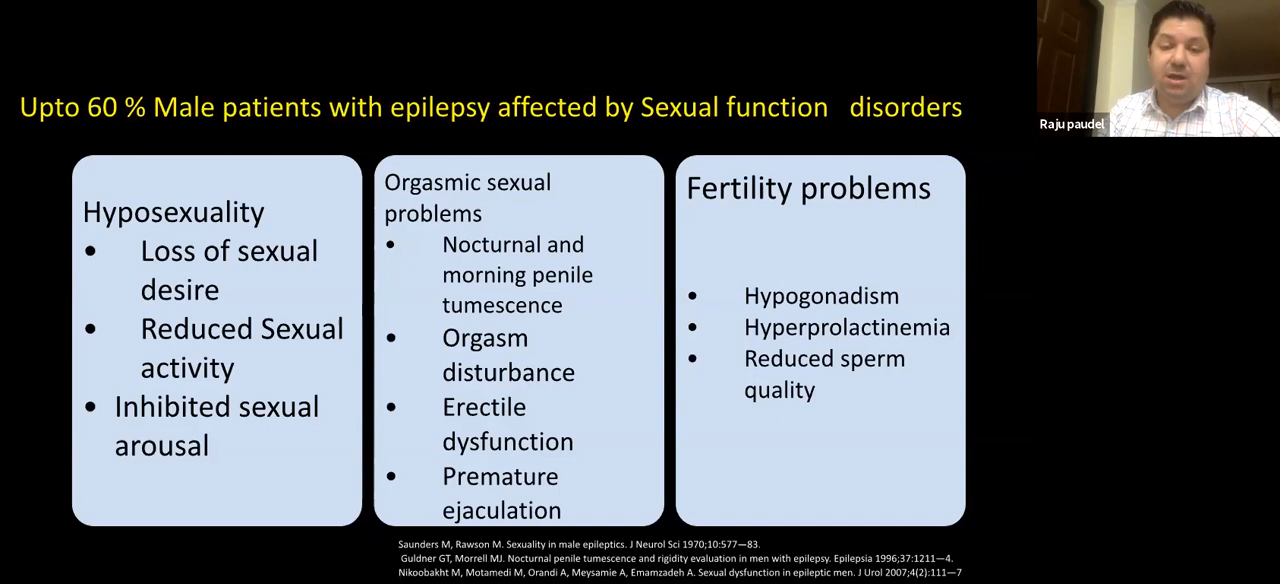 Upto 60 % Male patients with epilepsy affected by Sexual function disorders
Raju paudel
Hyposexuality
• Loss of sexual
desire
• Reduced Sexual
activity
• Inhibited sexual
arousal
Orgasmic sexual
problems
• Nocturnal and
morning penile
tumescence
• Orgasm
disturbance
• Erectile
dysfunction
• Premature
ejaculation
Fertility problems
• Hypogonadism
• Hyperprolactinemia
• Reduced sperm
quality
Saunders M, Rawson M. Sexuality in male epileptics. J Neurol Sci 1970;10:577—83.
Guldner GT, Morrell MJ. Nocturnal penile tumescence and rigidity evaluation in men with epilepsy. Epilepsia 1996;37:1211—4.
Nikoobakht M, Motamedi M, Orandi A, Meysamie A, Emamzadeh A. Sexual dysfunction in epileptic men. J Urol 2007;4(2):111—7